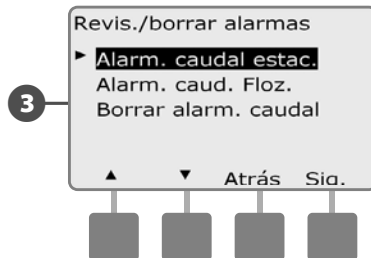 Revis./borrar alarmas
► Alarm. caudal estac.
Alarm. caud. Floz.
Borrar alarm. caudal
3
▲ ▼ Atrás Sig.